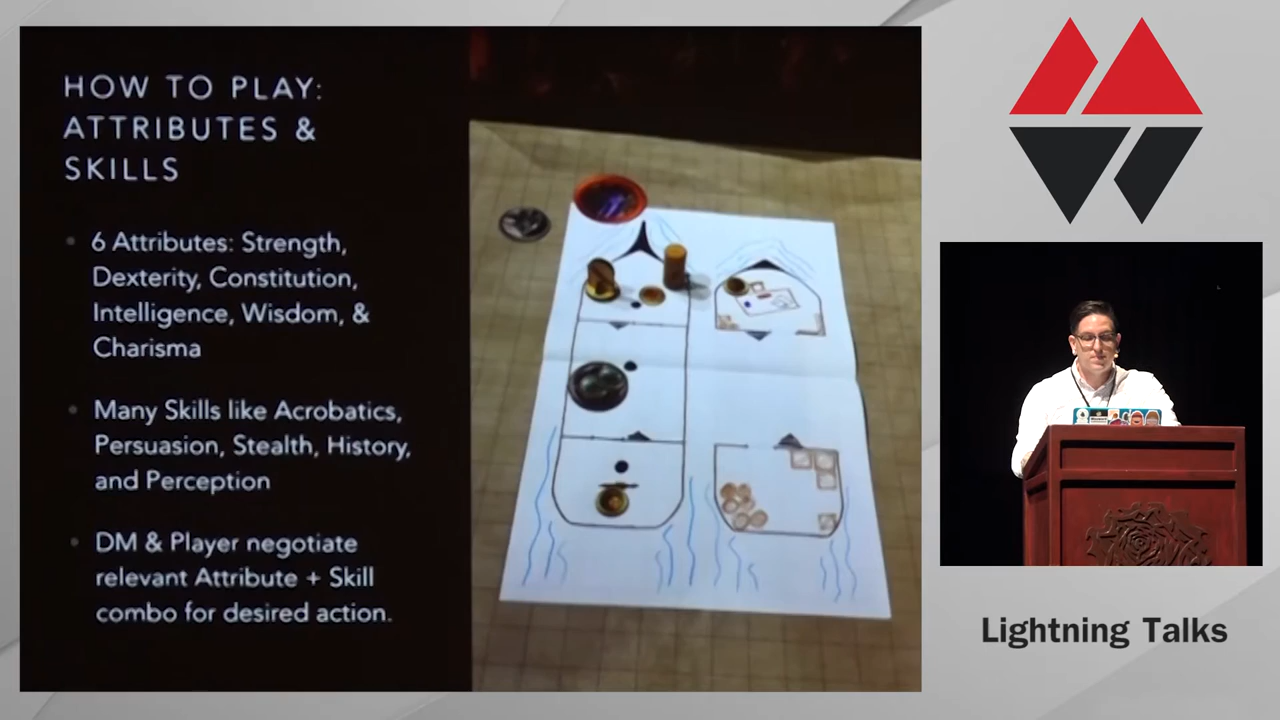 HOW TO PLAY:
ATTRIBUTES &
SKILLS
• 6 Attributes: Strength,
Dexterity, Constitution,
Intelligence, Wisdom, &
Charisma
• Many Skills like Acrobatics,
Persuasion, Stealth, History,
and Perception
• DM & Player negotiate
relevant Attribute + Skill
combo for desired action.
Lightning Talks